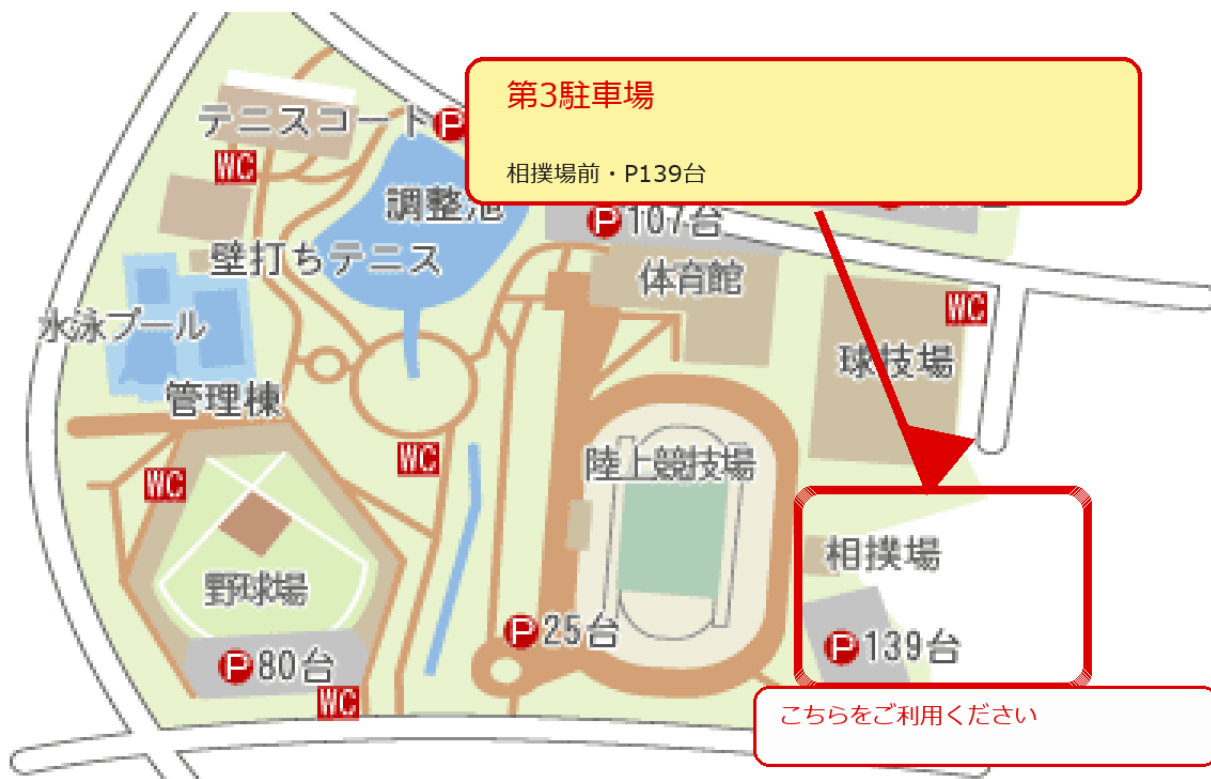 第3駐車場
相撲場前・P139台
テニスコート P
WC
調整池
P 107台
壁打ちテニス
体育館
WC
水泳プール
球技場
管理棟
WC
陸上競技場
WC
相撲場
野球場
P 25台
P 139台
P 80台
WC
こちらをご利用ください